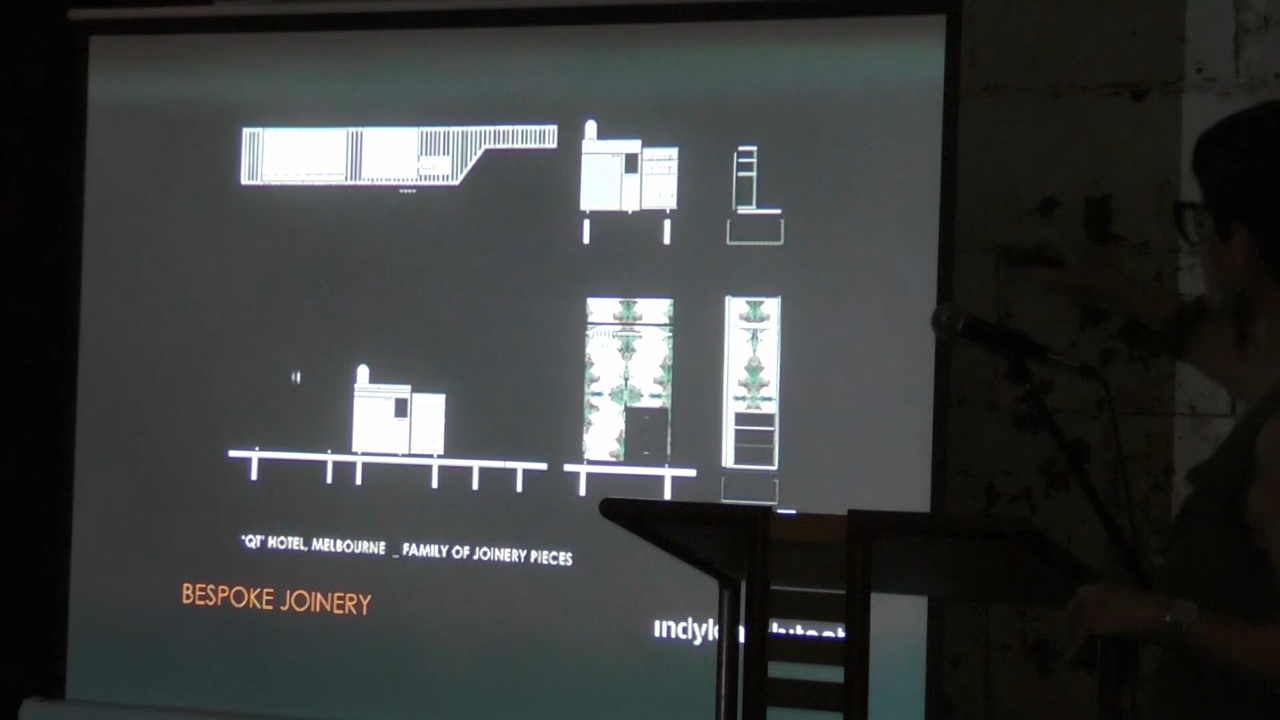 'QT' HOTEL, MELBOURNE _ FAMILY OF JOINERY PIECES
BESPOKE JOINERY